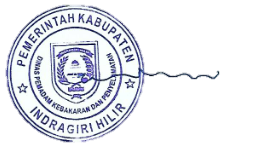 PEMERINTAH KABUPATEN
DINAS PEMADAM KEBAKARAN DAN PENYELAMATAN
INDRAGIRI HILIR